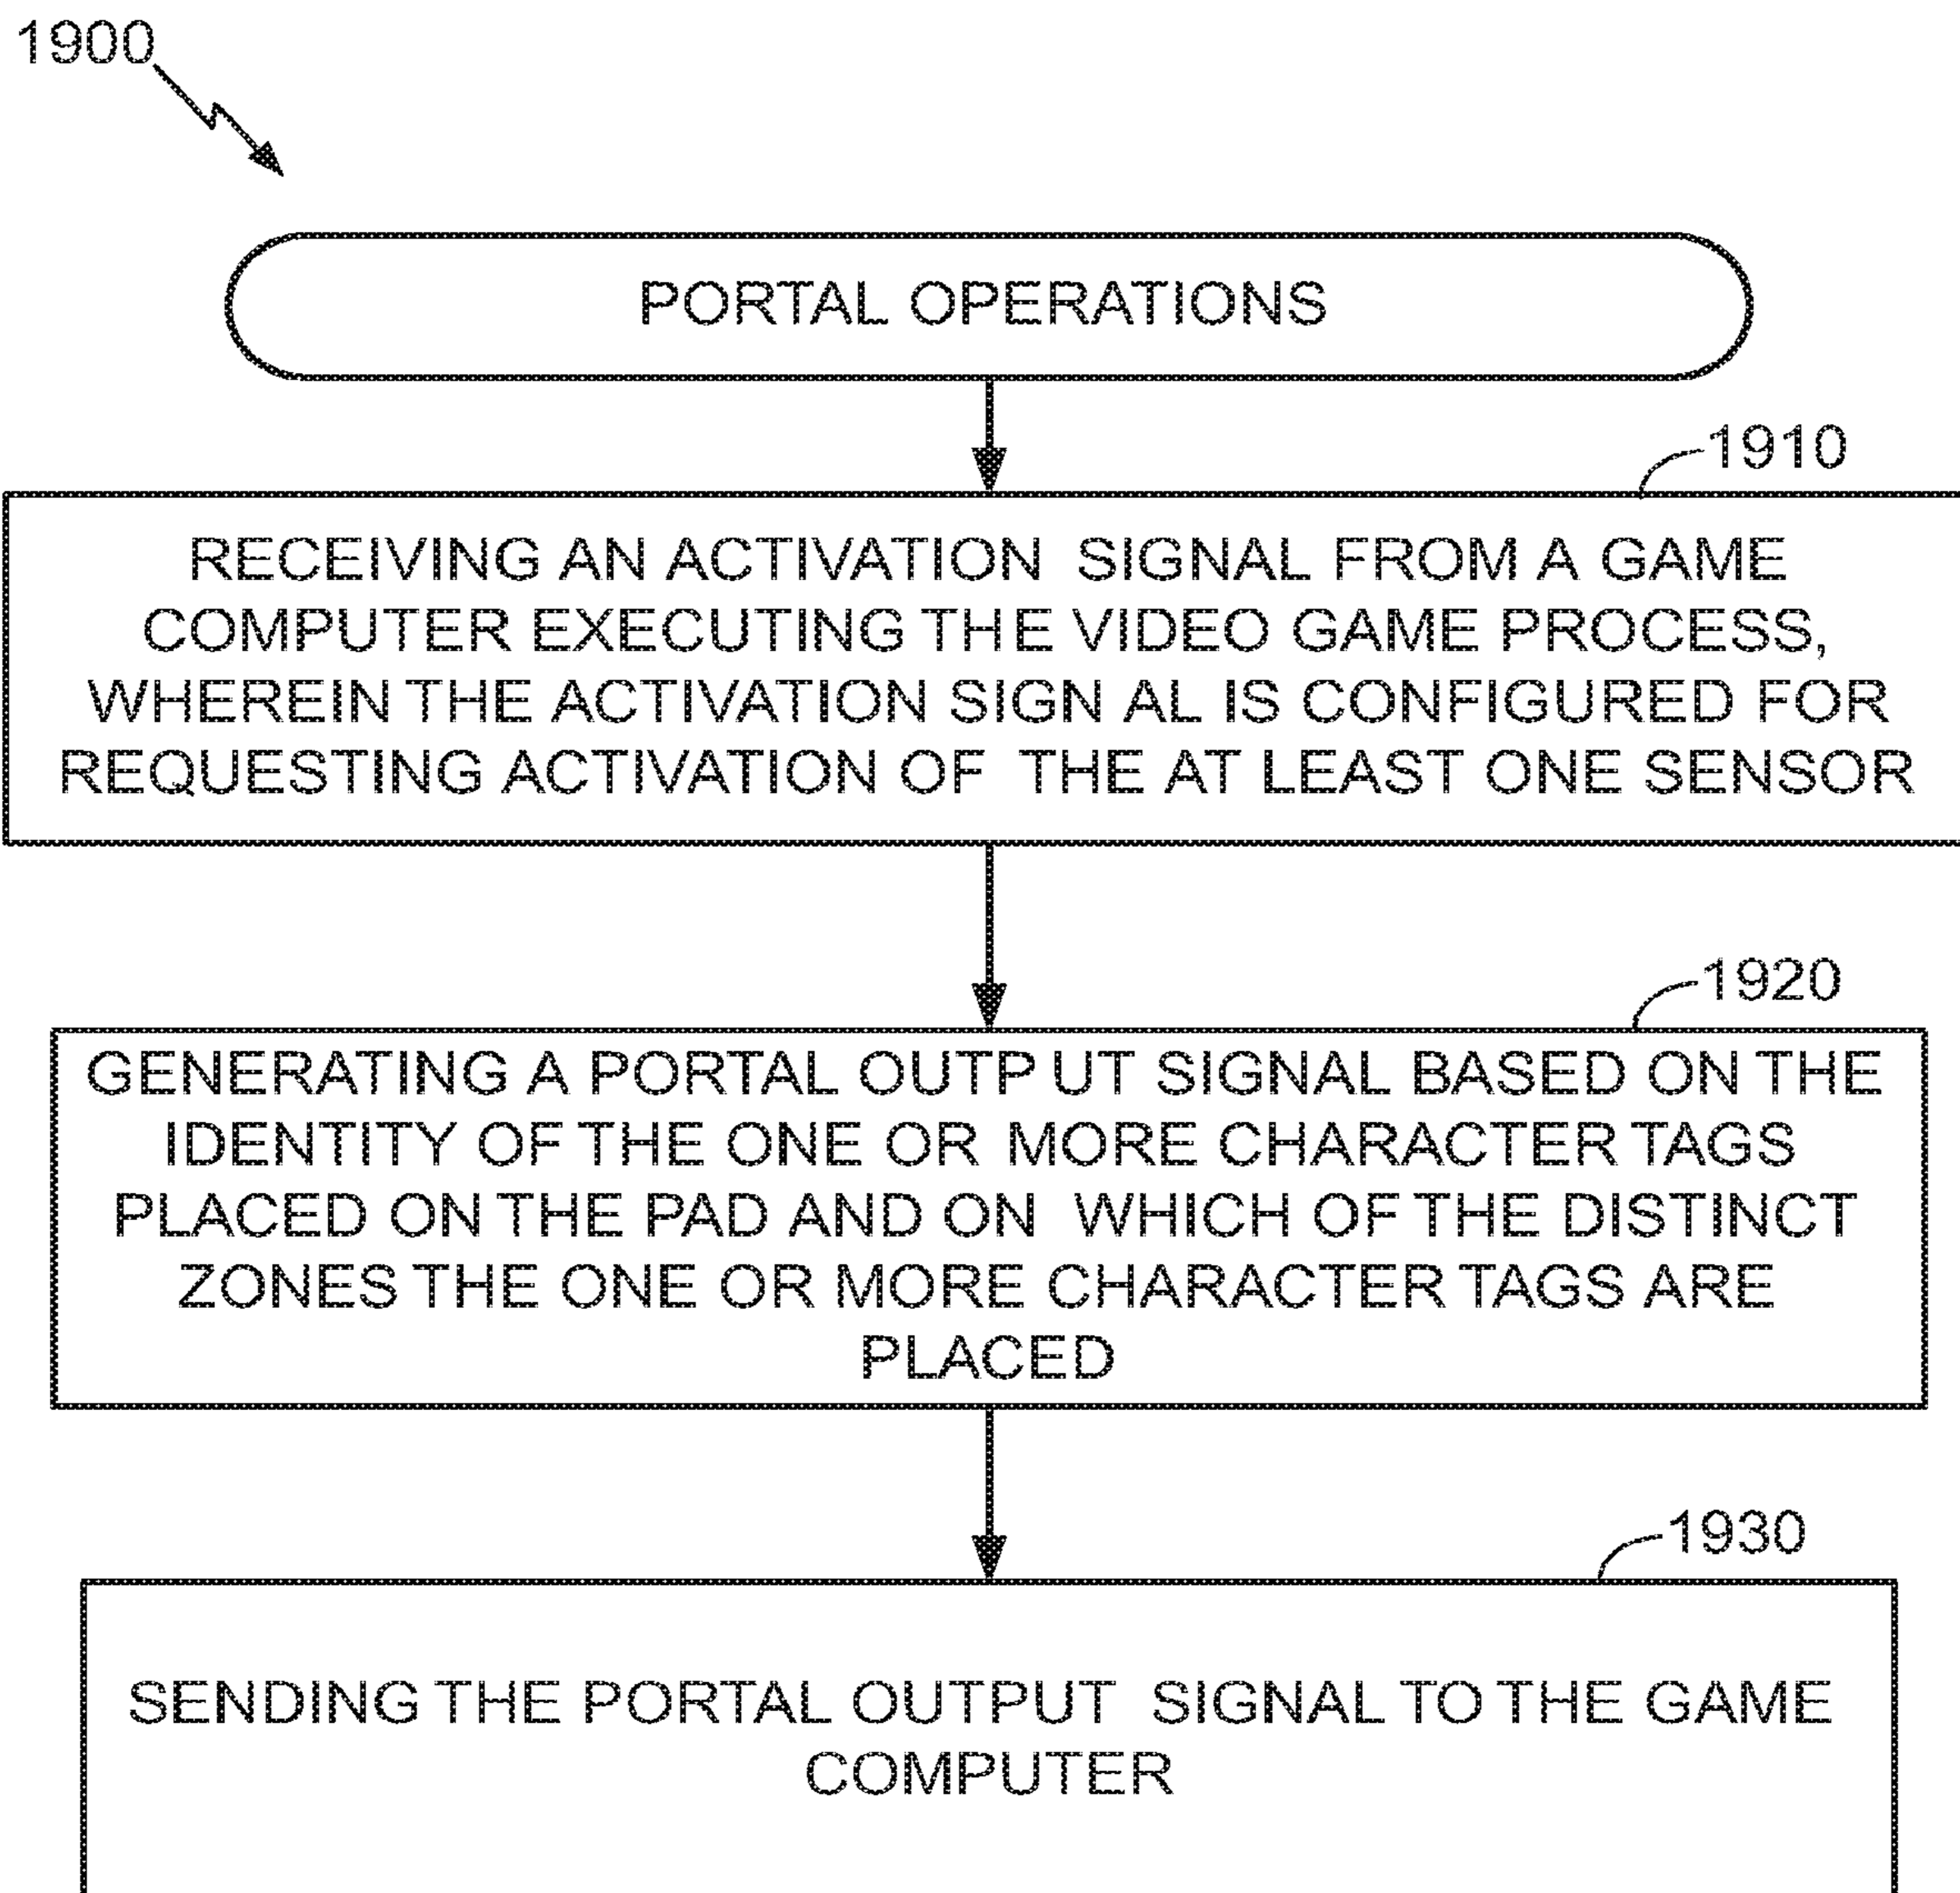 1900
PORTAL OPERATIONS
1910
RECEIVING AN ACTIVATION SIGNAL FROM A GAME
COMPUTER EXECUTING THE VIDEO GAME PROCESS,
WHEREIN THE ACTIVATION SIGN AL IS CONFIGURED FOR
REQUESTING ACTIVATION OF THE AT LEAST ONE SENSOR
1920
GENERATING A PORTAL OUTP UT SIGNAL BASED ON THE
IDENTITY OF THE ONE OR MORE CHARACTER TAGS
PLACED ON THE PAD AND ON WHICH OF THE DISTINCT
ZONES THE ONE OR MORE CHARACTER TAGS ARE
PLACED
1930
SENDING THE PORTAL OUTPUT SIGNAL TO THE GAME
COMPUTER